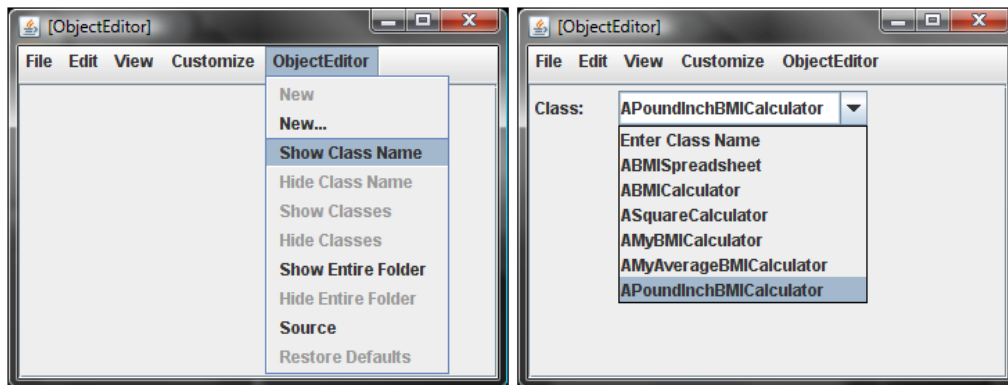 [ObjectEditor]
File Edit View Customize ObjectEditor
New
New...
Show Class Name
Hide Class Name
Show Classes
Hide Classes
Show Entire Folder
Hide Entire Folder
Source
Restore Defaults
[ObjectEditor]
File Edit View Customize ObjectEditor
Class: APoundInchBMICalculator
Enter Class Name
ABMISpreadsheet
ABMICalculator
ASquareCalculator
AMyBMICalculator
AMyAverageBMICalculator
APoundInchBMICalculator